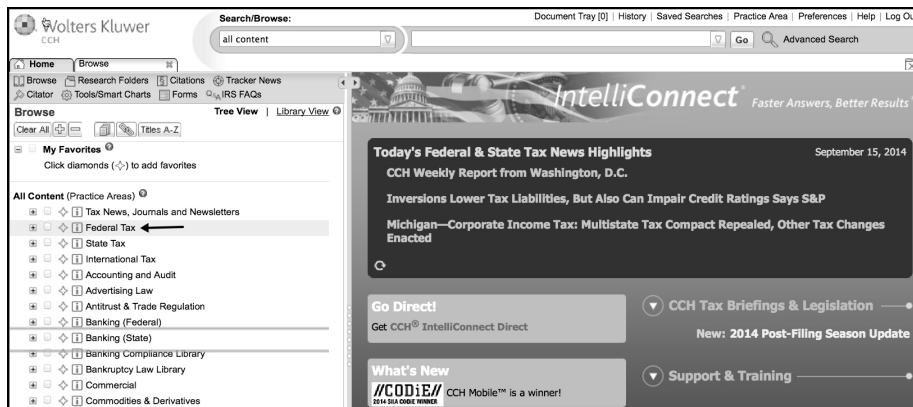 Wolters Kluwer
CCH
Search/Browse:
Document Tray [0] | History | Saved Searches | Practice Area | Preferences | Help | Log Ou
all content
Go
Advanced Search
Home
Browse
Browse Research Folders Citations Tracker News
Citator Tools/Smart Charts Forms IRS FAQs
Browse
Tree View | Library View
Clear All
Titles A-Z
My Favorites
Click diamonds ( ) to add favorites
All Content (Practice Areas)
Tax News, Journals and Newsletters
Federal Tax
State Tax
International Tax
Accounting and Audit
Advertising Law
Antitrust & Trade Regulation
Banking (Federal)
Banking (State)
Banking Compliance Library
Bankruptcy Law Library
Commercial
Commodities & Derivatives
IntelliConnect® Faster Answers, Better Results
Today's Federal & State Tax News Highlights
September 15, 2014
CCH Weekly Report from Washington, D.C.
Inversions Lower Tax Liabilities, But Also Can Impair Credit Ratings Says S&P
Michigan—Corporate Income Tax: Multistate Tax Compact Repealed, Other Tax Changes
Enacted
Go Direct!
Get CCH® IntelliConnect Direct
What's New
//CODiE//
2014 SIIA CODiE WINNER
CCH Mobile™ is a winner!
CCH Tax Briefings & Legislation
New: 2014 Post-Filing Season Update
Support & Training